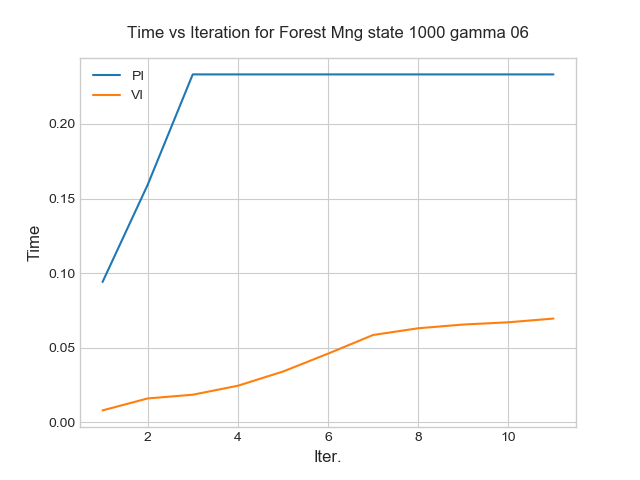 Time vs Iteration for Forest Mng state 1000 gamma 06
PI
VI
Time
0.20
0.15
0.10
0.05
0.00
2 4 6 8 10
Iter.